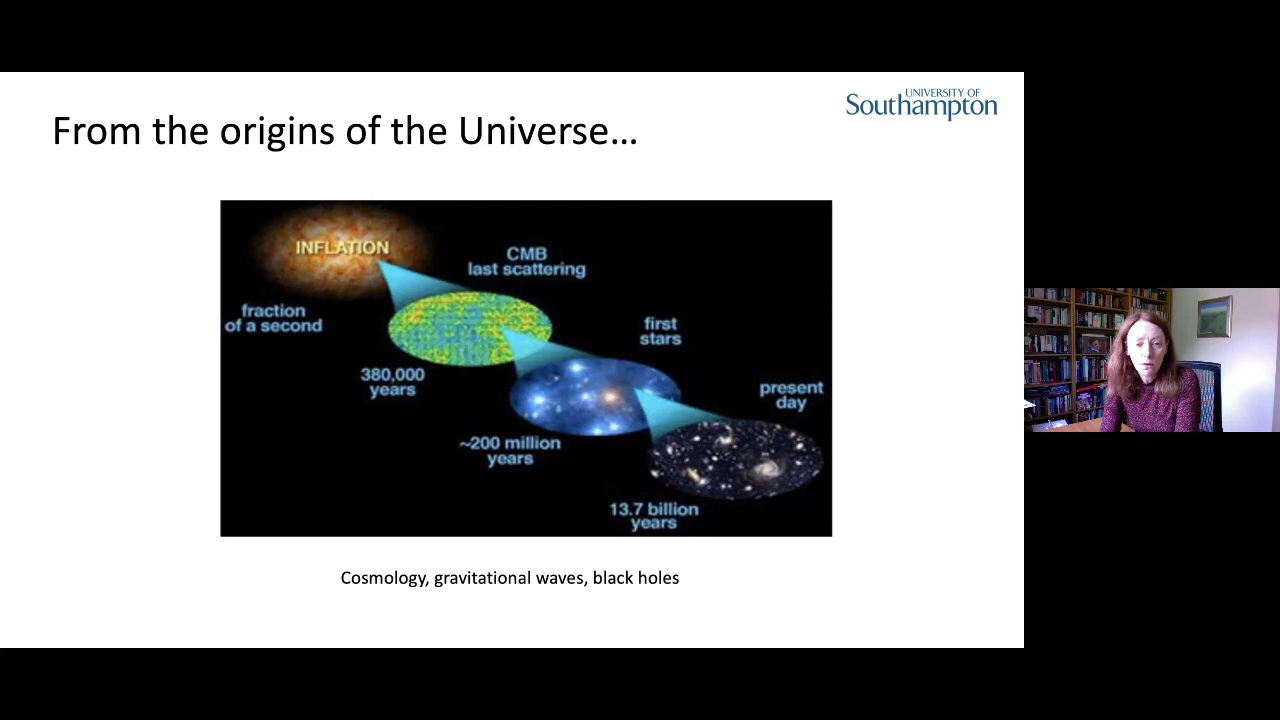 UNIVERSITY OF
Southampton
From the origins of the Universe...
INFLATION
CMB
last scattering
fraction
of a second
first
stars
380,000
years
present
day
~200 million
years
13.7 billion
years
Cosmology, gravitational waves, black holes